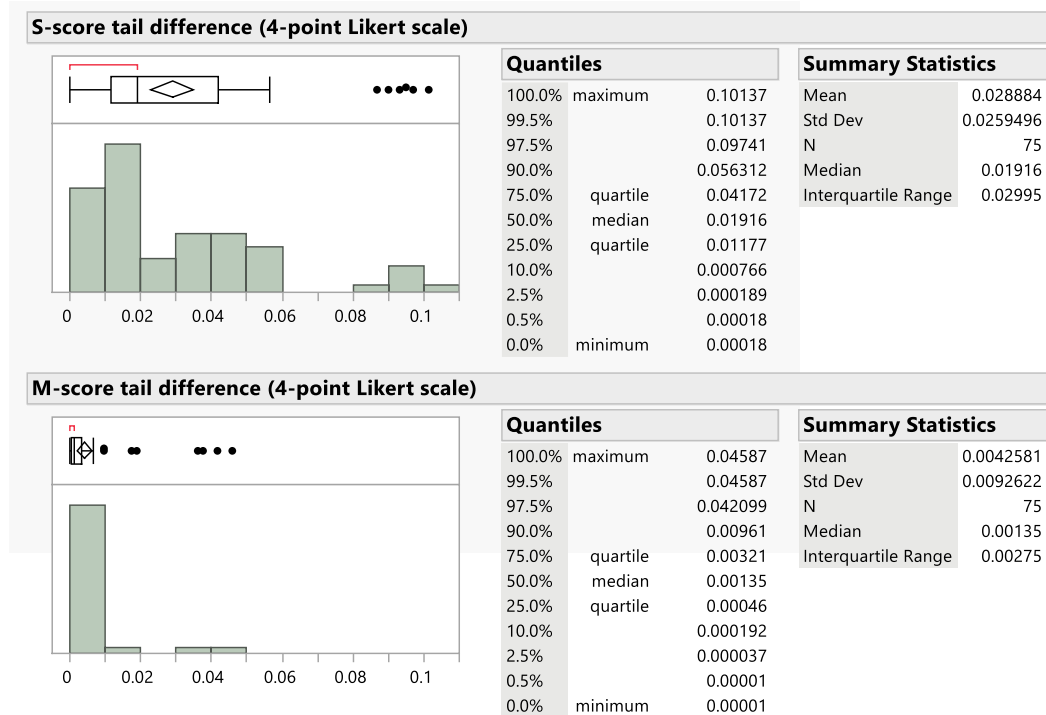 S-score tail difference (4-point Likert scale)
Quantiles
100.0% maximum 0.10137
99.5% 0.10137
97.5% 0.09741
90.0% 0.056312
75.0% quartile 0.04172
50.0% median 0.01916
25.0% quartile 0.01177
10.0% 0.000766
2.5% 0.000189
0.5% 0.00018
0.0% minimum 0.00018
Summary Statistics
Mean 0.028884
Std Dev 0.0259496
N 75
Median 0.01916
Interquartile Range 0.02995
0 0.02 0.04 0.06 0.08 0.1
M-score tail difference (4-point Likert scale)
Quantiles
100.0% maximum 0.04587
99.5% 0.04587
97.5% 0.042099
90.0% 0.00961
75.0% quartile 0.00321
50.0% median 0.00135
25.0% quartile 0.00046
10.0% 0.000192
2.5% 0.000037
0.5% 0.00001
0.0% minimum 0.00001
Summary Statistics
Mean 0.0042581
Std Dev 0.0092622
N 75
Median 0.00135
Interquartile Range 0.00275
0 0.02 0.04 0.06 0.08 0.1